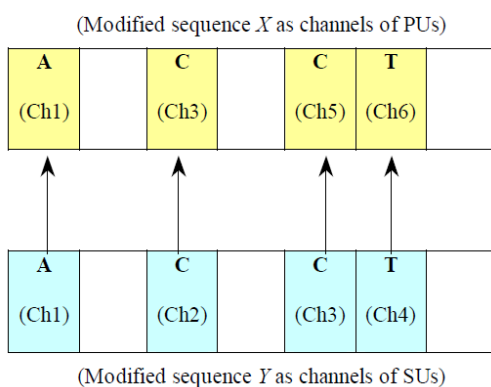 (Modified sequence X as channels of PUs)
A C C T
(Ch1) (Ch3) (Ch5) (Ch6)
A C C T
(Ch1) (Ch2) (Ch3) (Ch4)
(Modified sequence Y as channels of SUs)